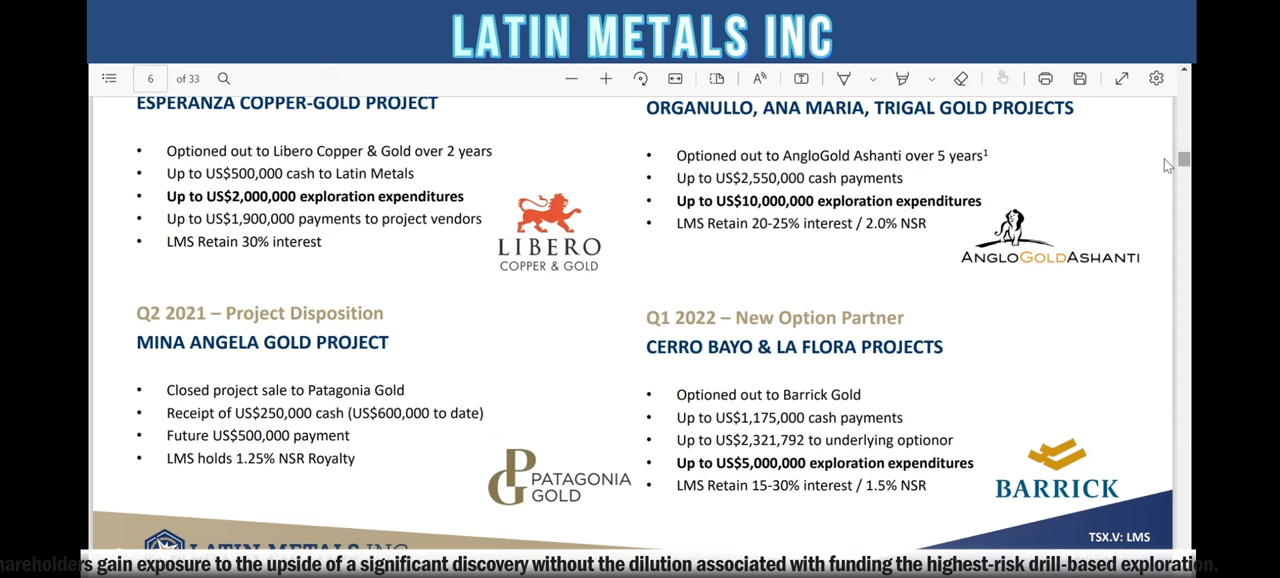 LATIN METALS INC
6 of 33
ESPERANZA COPPER-GOLD PROJECT
• Optioned out to Libero Copper & Gold over 2 years
• Up to US$500,000 cash to Latin Metals
• Up to US$2,000,000 exploration expenditures
• Up to US$1,900,000 payments to project vendors
• LMS Retain 30% interest
LIBERO
COPPER & GOLD
ORGANULLO, ANA MARIA, TRIGAL GOLD PROJECTS
• Optioned out to AngloGold Ashanti over 5 years¹
• Up to US$2,550,000 cash payments
• Up to US$10,000,000 exploration expenditures
• LMS Retain 20-25% interest / 2.0% NSR
ANGLOGOLDASHANTI
Q2 2021 – Project Disposition
MINA ANGELA GOLD PROJECT
• Closed project sale to Patagonia Gold
• Receipt of US$250,000 cash (US$600,000 to date)
• Future US$500,000 payment
• LMS holds 1.25% NSR Royalty
PATAGONIA
GOLD
Q1 2022 – New Option Partner
CERRO BAYO & LA FLORA PROJECTS
• Optioned out to Barrick Gold
• Up to US$1,175,000 cash payments
• Up to US$2,321,792 to underlying optionor
• Up to US$5,000,000 exploration expenditures
• LMS Retain 15-30% interest / 1.5% NSR
BARRICK
LATIN METALS INC
TSX.V: LMS
hareholders gain exposure to the upside of a significant discovery without the dilution associated with funding the highest-risk drill-based exploration.